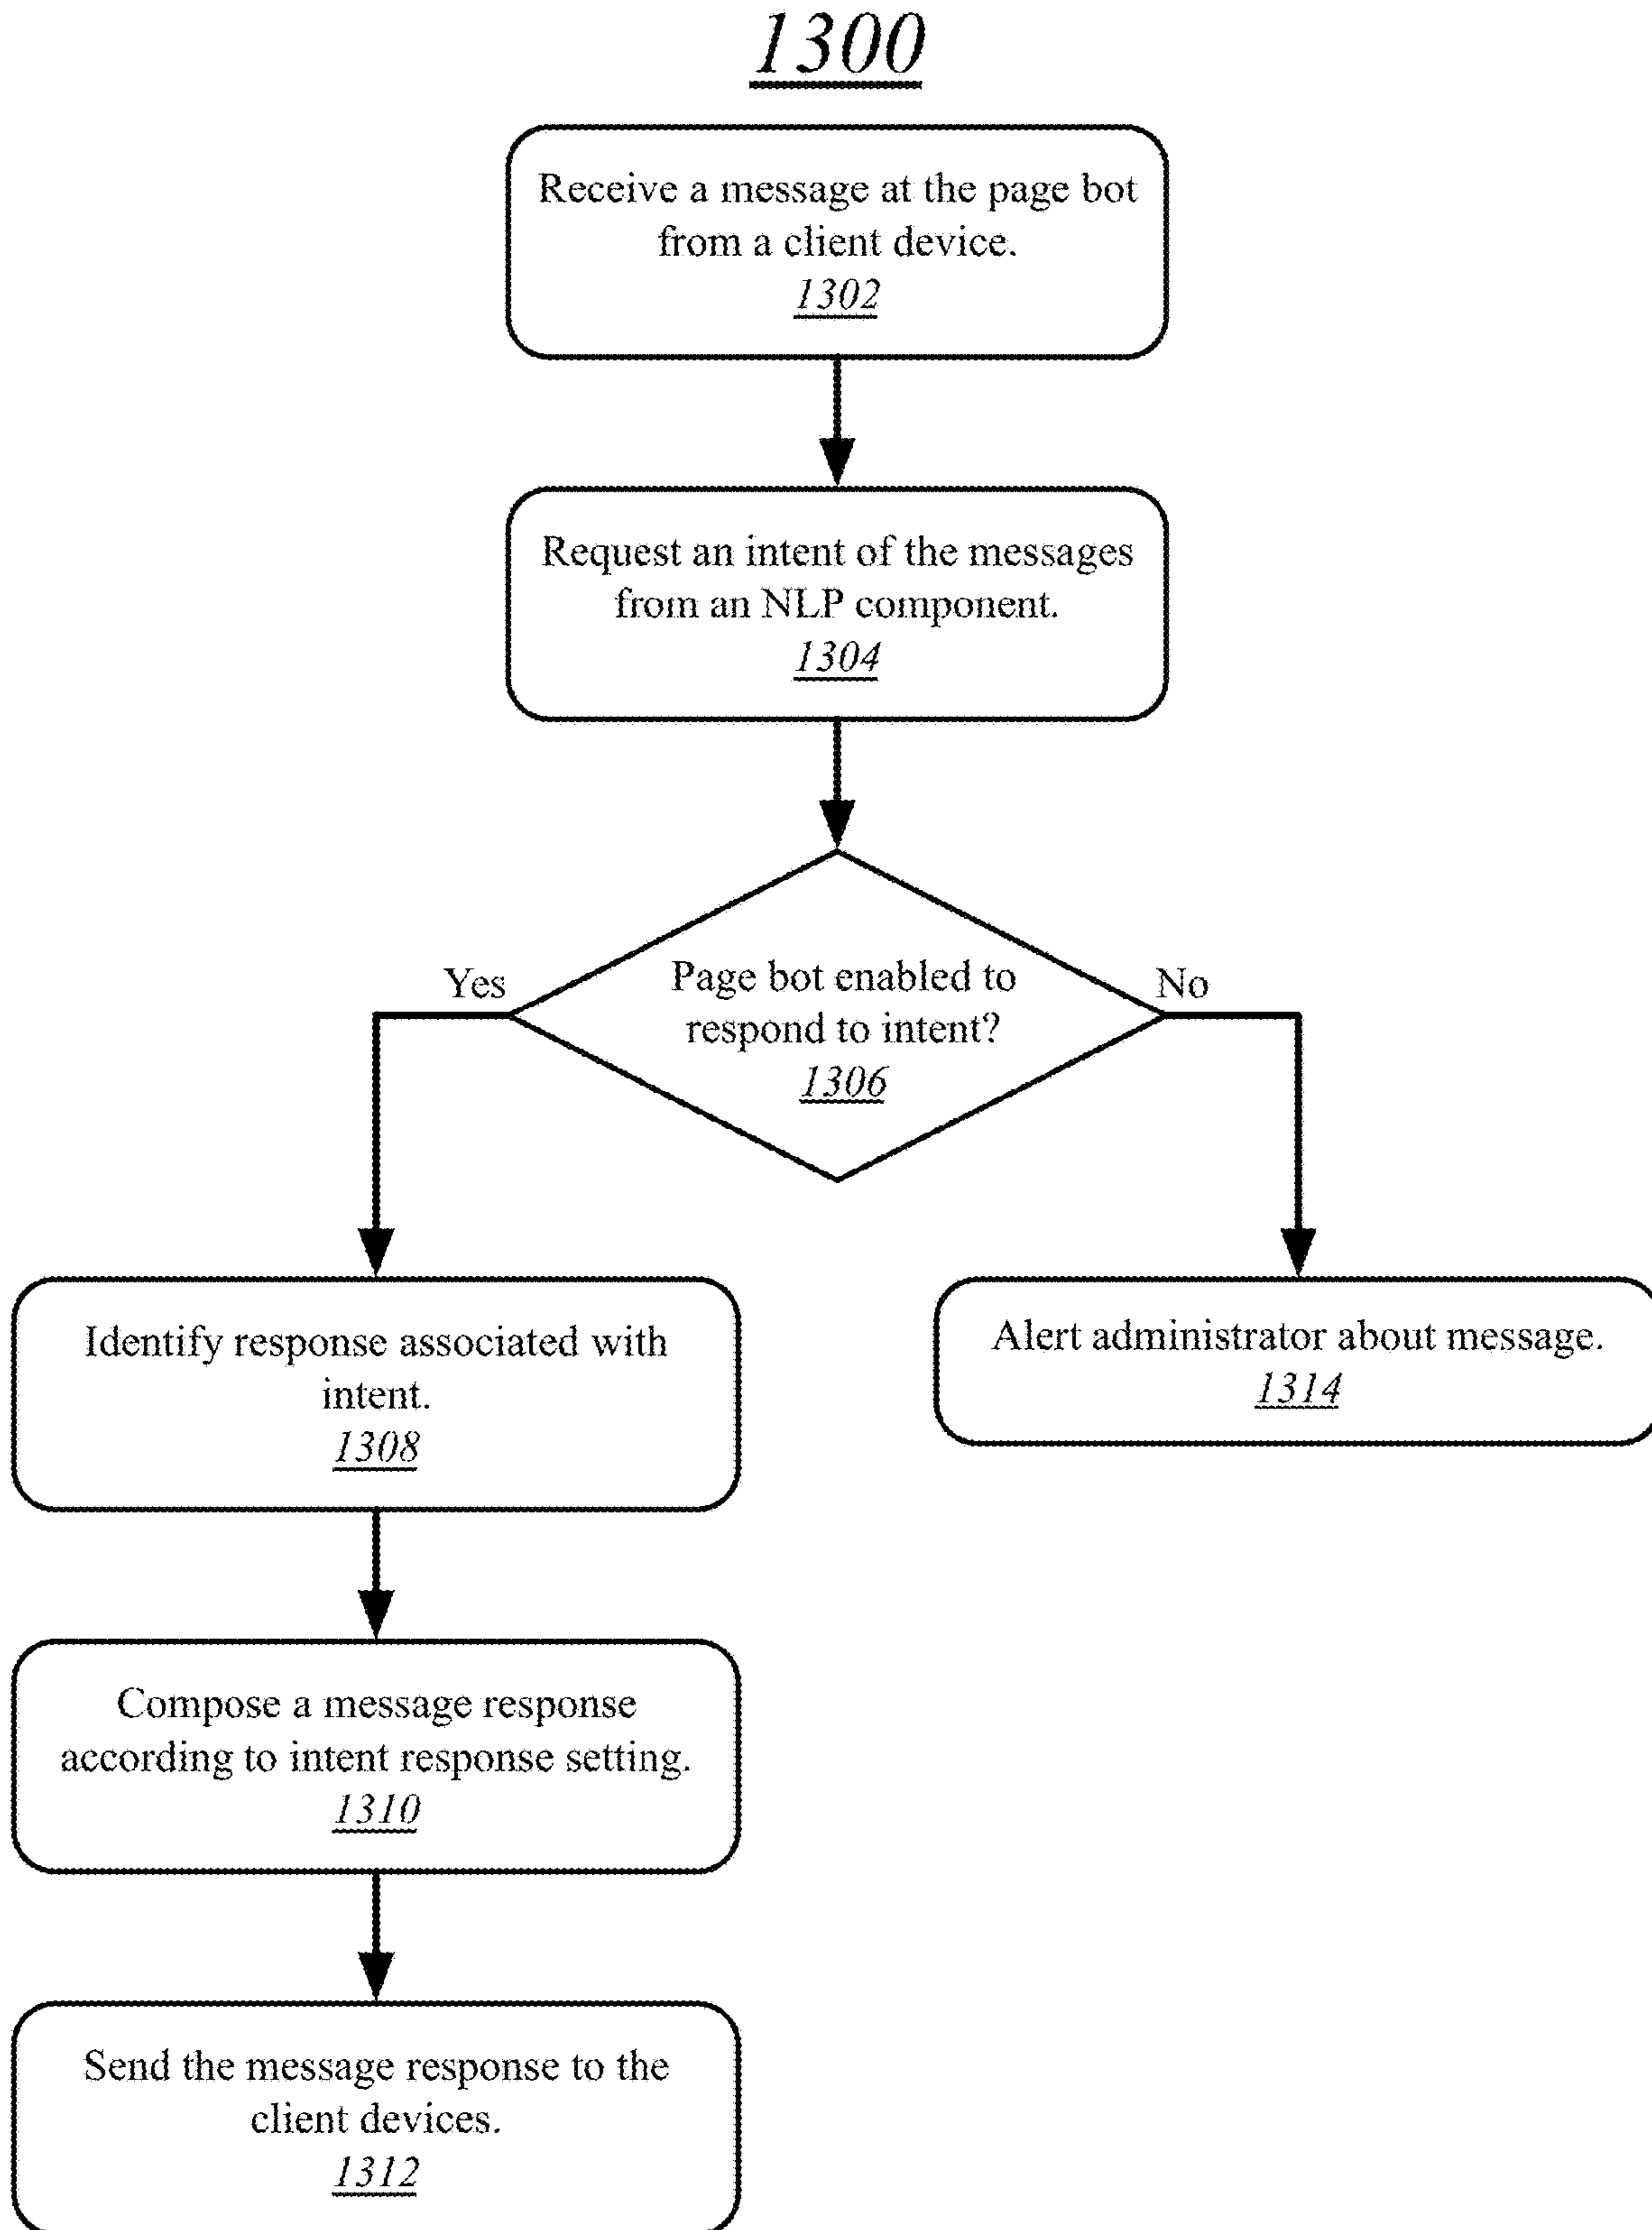 1300
Receive a message at the page bot
from a client device.
1302
Request an intent of the messages
from an NLP component.
1304
Yes
No
Page bot enabled to
respond to intent?
1306
Identify response associated with
intent.
1308
Alert administrator about message.
1314
Compose a message response
according to intent response setting.
1310
Send the message response to the
client devices.
1312